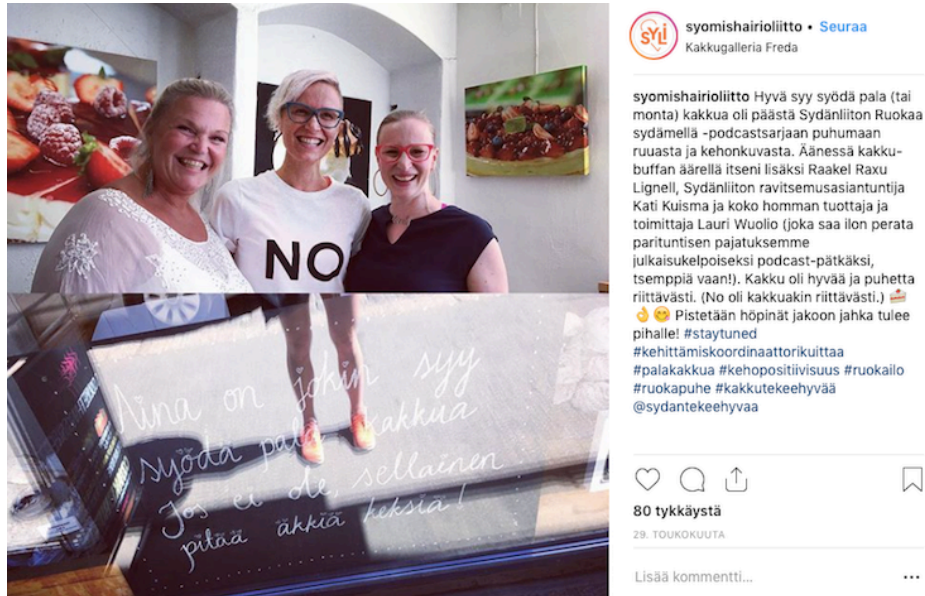 NO
Aina on jokin syy
syödä pala kakkua
Jos ei ole, sellainen
pitää äkkiä keksiä!
SYLI
syomishairioliitto • Seuraa
Kakkugalleria Freda
syomishairioliitto Hyvä syy syödä pala (tai
monta) kakkua oli päästä Sydänliiton Ruokaa
sydämellä -podcastsarjaan puhumaan
ruuasta ja kehonkuvasta. Äänessä kakku-
buffan äärellä itseni lisäksi Raakel Raxu
Lignell, Sydänliiton ravitsemusasiantuntija
Kati Kuisma ja koko homman tuottaja ja
toimittaja Lauri Wuolio (joka saa ilon perata
parituntisen pajatuksemme
julkaisukelpoiseksi podcast-pätkäksi,
tsemppiä vaan!). Kakku oli hyvää ja puhetta
riittävästi. (No oli kakkuakin riittävästi.) 🍰
👌😋 Pistetään höpinät jakoon jahka tulee
pihalle! #staytuned
#kehittämiskoordinaattorikuittaa
#palakakkua #kehopositiivisuus #ruokailo
#ruokapuhe #kakkutekeehyvää
@sydantekeehyvaa
80 tykkäystä
29. TOUKOKUUTA
Lisää kommentti...